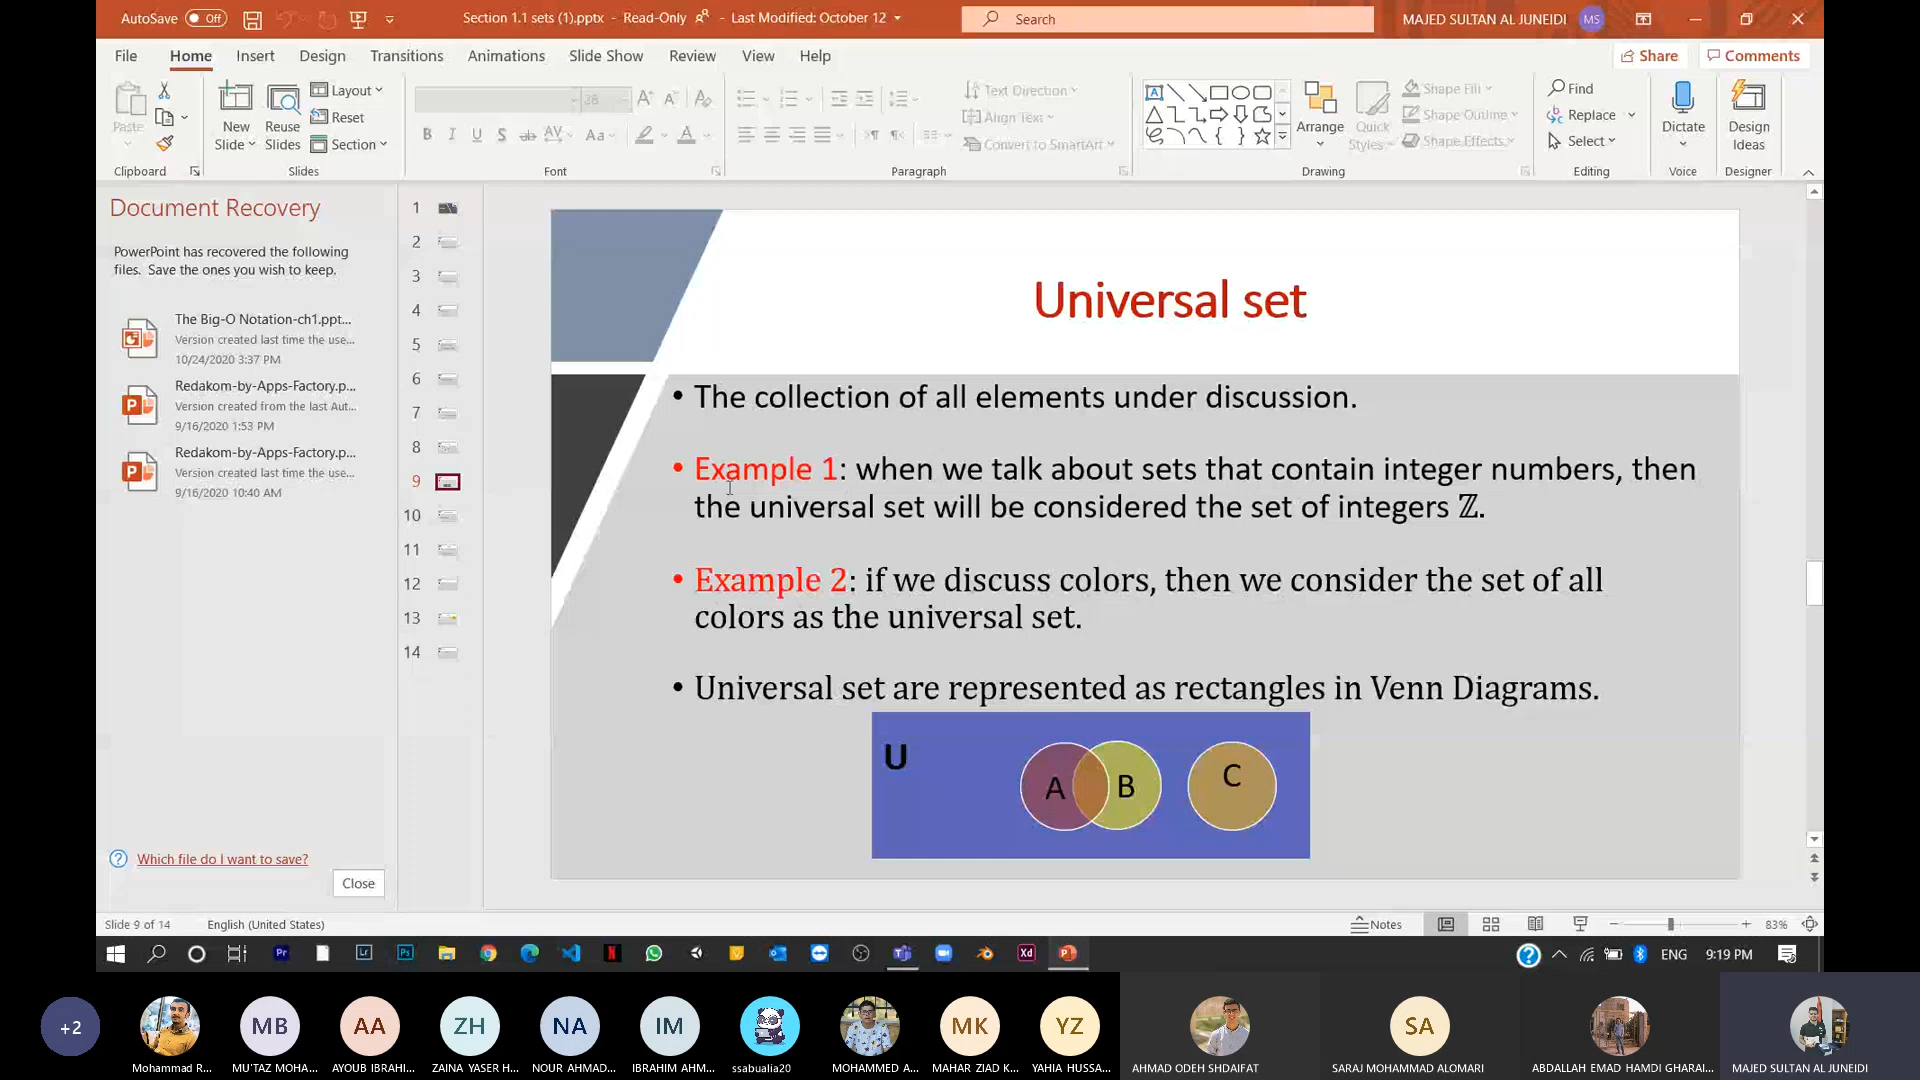 AutoSave Off Section 1.1 sets (1).pptx - Read-Only - Last Modified: October 12 Search MAJED SULTAN AL JUNEIDI MS
File Home Insert Design Transitions Animations Slide Show Review View Help Share Comments
Paste New Slide Reuse Slides Layout Reset Section
38
B I U S ab AV Aa A
Text Direction
Align Text
Convert to SmartArt
Arrange Quick Styles
Shape Fill
Shape Outline
Shape Effects
Find
Replace
Select
Dictate
Design Ideas
Clipboard Slides Font Paragraph Drawing Editing Voice Designer
Document Recovery
PowerPoint has recovered the following
files. Save the ones you wish to keep.
The Big-O Notation-ch1.ppt...
Version created last time the use...
10/24/2020 3:37 PM
Redakom-by-Apps-Factory.p...
Version created from the last Aut...
9/16/2020 1:53 PM
Redakom-by-Apps-Factory.p...
Version created last time the use...
9/16/2020 10:40 AM
Which file do I want to save?
Close
1
2
3
4
5
6
7
8
9
10
11
12
13
14
Universal set
• The collection of all elements under discussion.
• Example 1: when we talk about sets that contain integer numbers, then
the universal set will be considered the set of integers ℤ.
• Example 2: if we discuss colors, then we consider the set of all
colors as the universal set.
• Universal set are represented as rectangles in Venn Diagrams.
U
A B C
Slide 9 of 14 English (United States) Notes 83%
Pr Lr Ps Xd ENG 9:19 PM
+2 MB AA ZH NA IM MK YZ SA
Mohammad R... MU'TAZ MOHA... AYOUB IBRAHI... ZAINA YASER H... NOUR AHMAD... IBRAHIM AHM... ssabualia20 MOHAMMED A... MAHAR ZIAD K... YAHIA HUSSA... AHMAD ODEH SHDAIFAT SARAJ MOHAMMAD ALOMARI ABDALLAH EMAD HAMDI GHARAI... MAJED SULTAN AL JUNEIDI